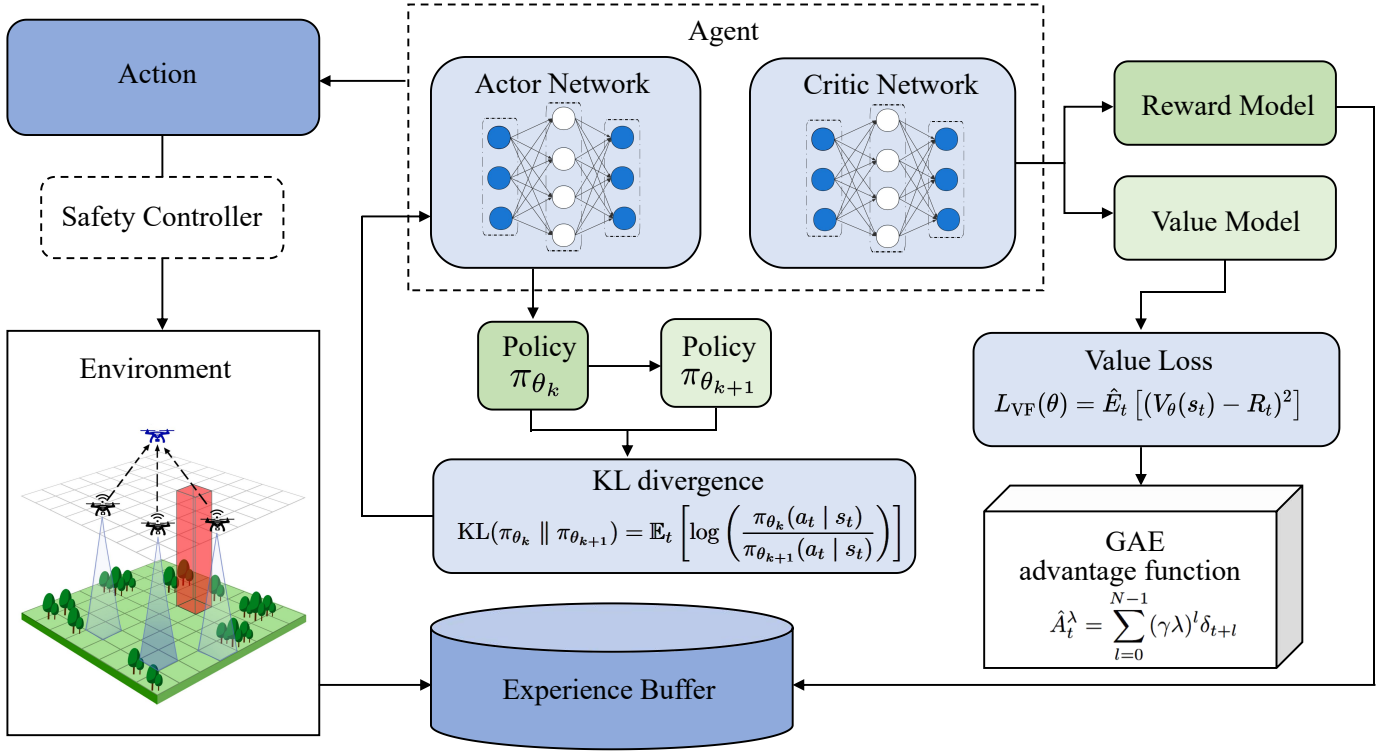 Agent
Action
Actor Network
Critic Network
Reward Model
Safety Controller
Value Model
Policy
π_{θ_k}
Policy
π_{θ_{k+1}}
Environment
Value Loss
L_{VF}(θ) = Ê_t [(V_θ(s_t) − R_t)^2]
KL divergence
KL(π_{θ_k} ∥ π_{θ_{k+1}}) = 𝔼_t [log (π_{θ_k}(a_t | s_t) / π_{θ_{k+1}}(a_t | s_t))]
GAE
advantage function
Â_t^λ = ∑_{l=0}^{N−1} (γλ)^l δ_{t+l}
Experience Buffer